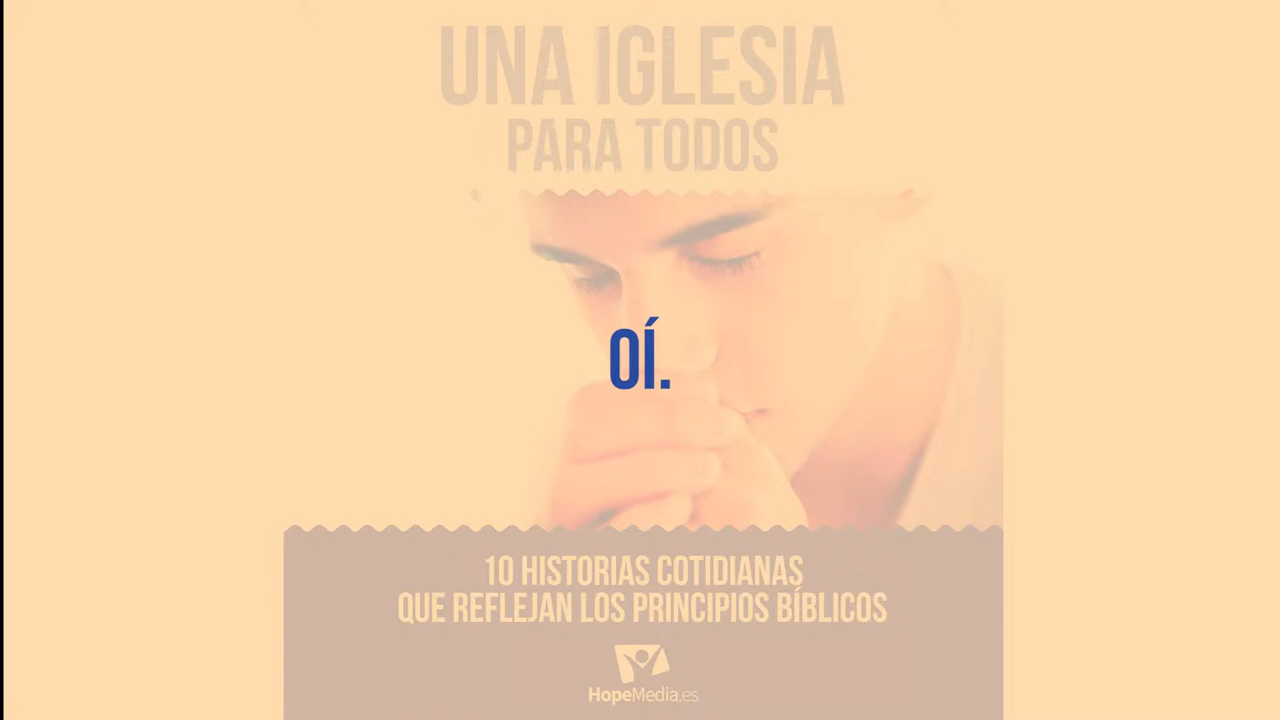 UNA IGLESIA
PARA TODOS
OÍ.
10 HISTORIAS COTIDIANAS
QUE REFLEJAN LOS PRINCIPIOS BÍBLICOS
HopeMedia.es